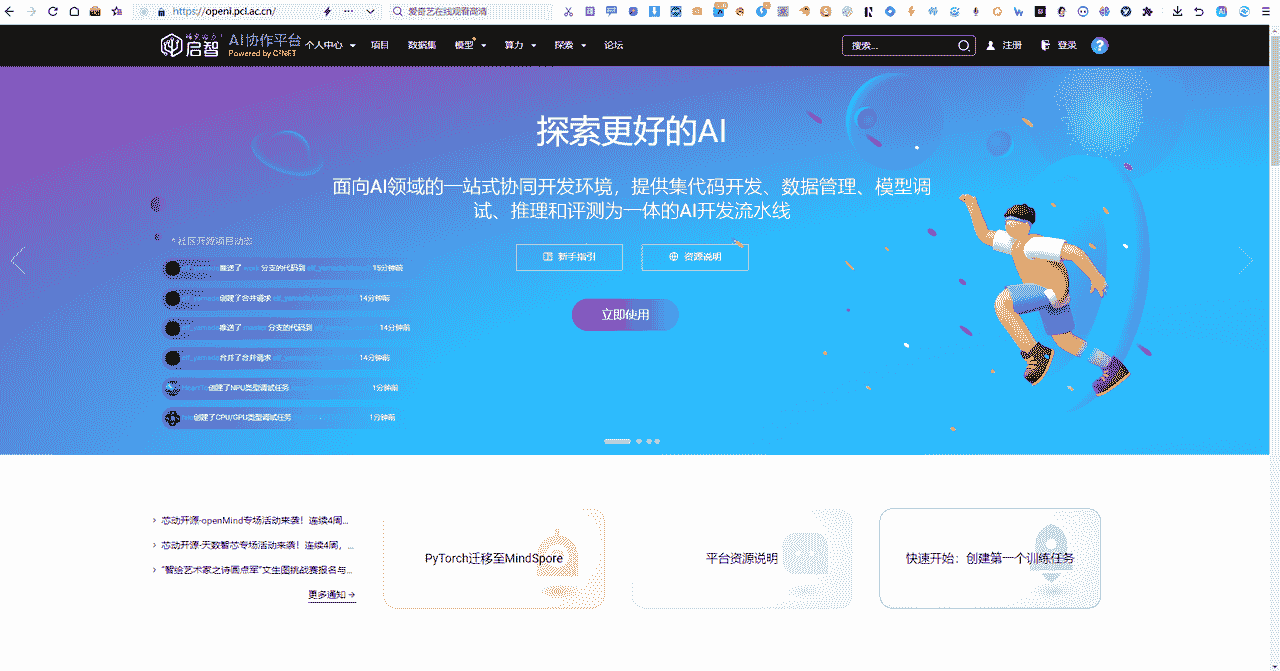 https://openi.pcl.ac.cn/
爱奇艺在线观看高清
启智
AI协作平台
Powered by C²NET
个人中心
项目
数据集
模型
算力
探索
论坛
搜索...
注册
登录
?
探索更好的AI
面向AI领域的一站式协同开发环境，提供集代码开发、数据管理、模型调
试、推理和评测为一体的AI开发流水线
新手指引
资源说明
立即使用
社区开源项目动态
推送了 分支的代码到 15分钟前
创建了合并请求 14分钟前
推送了 分支的代码到 14分钟前
合并了合并请求 14分钟前
创建了NPU类型调试任务 1分钟前
创建了CPU/GPU类型调试任务 1分钟前
芯动开源-openMind专场活动来袭！连续4周...
芯动开源-天数智芯专场活动来袭！连续4周，...
“智绘艺术家之诗画点军”文生图挑战赛报名与...
更多通知
PyTorch迁移至MindSpore
平台资源说明
快速开始：创建第一个训练任务